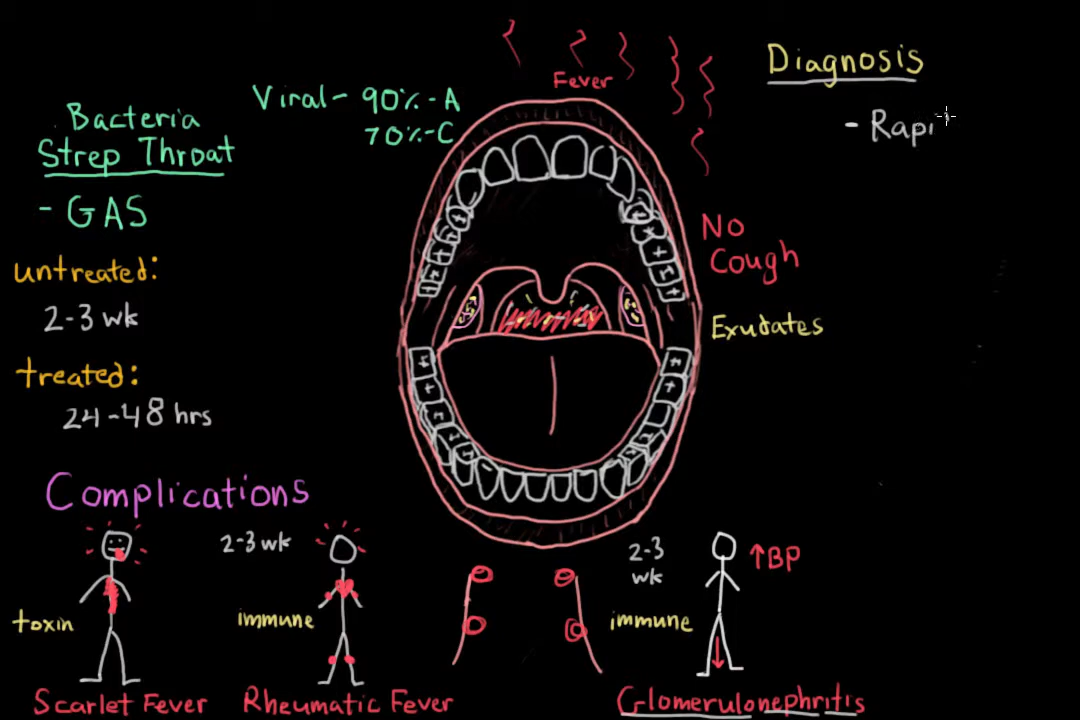 Bacteria
Strep Throat
- GAS
untreated:
2-3 wk
treated:
24-48 hrs
Viral - 90% - A
70% - C
Fever
No
Cough
Exudates
Diagnosis
- Rapi
Complications
toxin
Scarlet Fever
2-3 wk
immune
Rheumatic Fever
2-3
wk
immune
↑BP
Glomerulonephritis